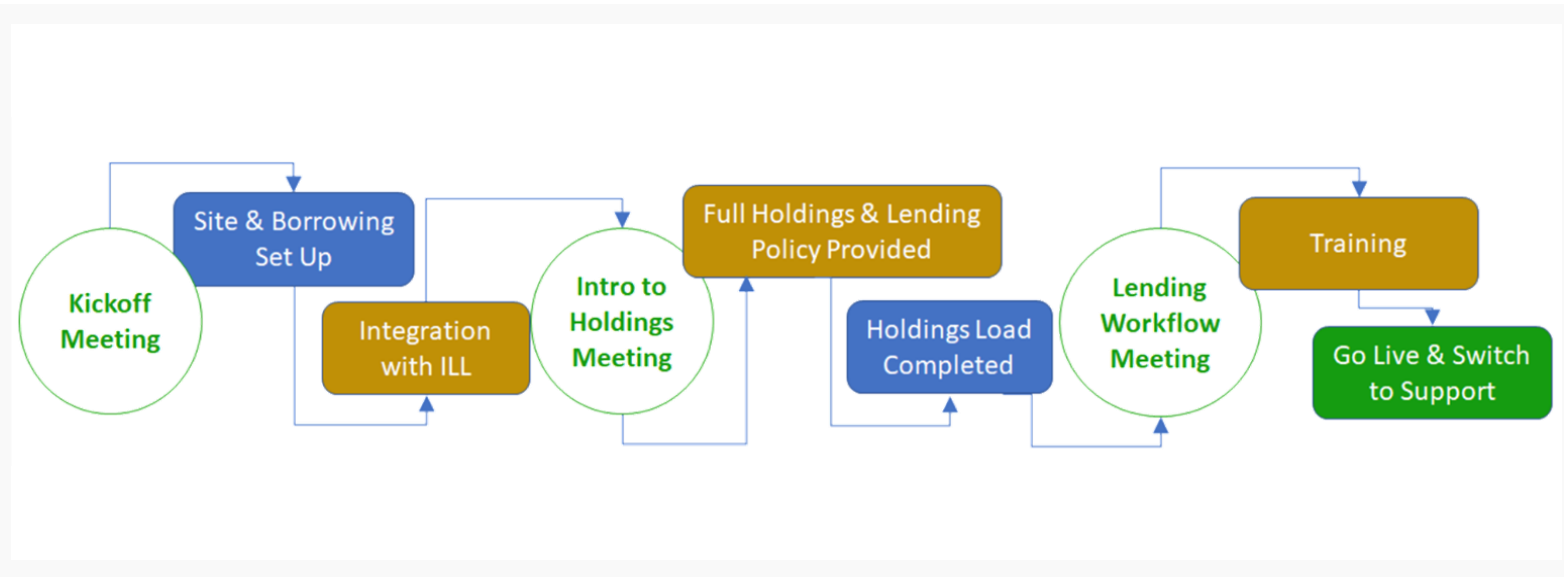 Kickoff
Meeting
Site & Borrowing
Set Up
Integration
with ILL
Intro to
Holdings
Meeting
Full Holdings & Lending
Policy Provided
Holdings Load
Completed
Lending
Workflow
Meeting
Training
Go Live & Switch
to Support